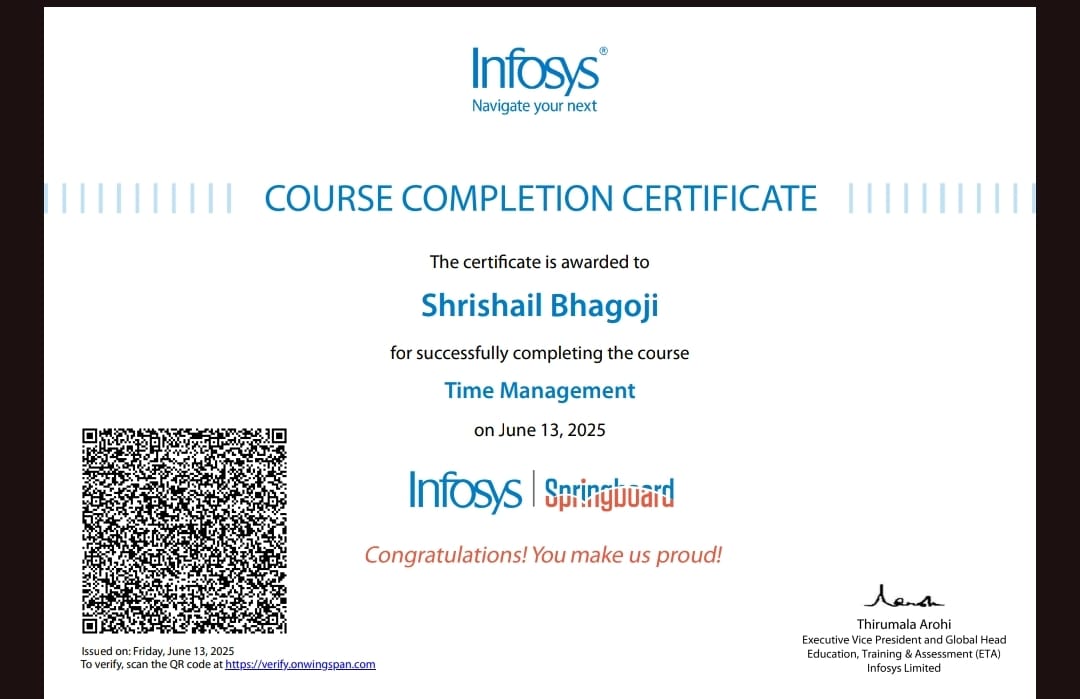 Infosys®
Navigate your next
COURSE COMPLETION CERTIFICATE
The certificate is awarded to
Shrishail Bhagoji
for successfully completing the course
Time Management
on June 13, 2025
Infosys | Springboard
Congratulations! You make us proud!
Issued on: Friday, June 13, 2025
To verify, scan the QR code at https://verify.onwingspan.com
Thirumala Arohi
Executive Vice President and Global Head
Education, Training & Assessment (ETA)
Infosys Limited